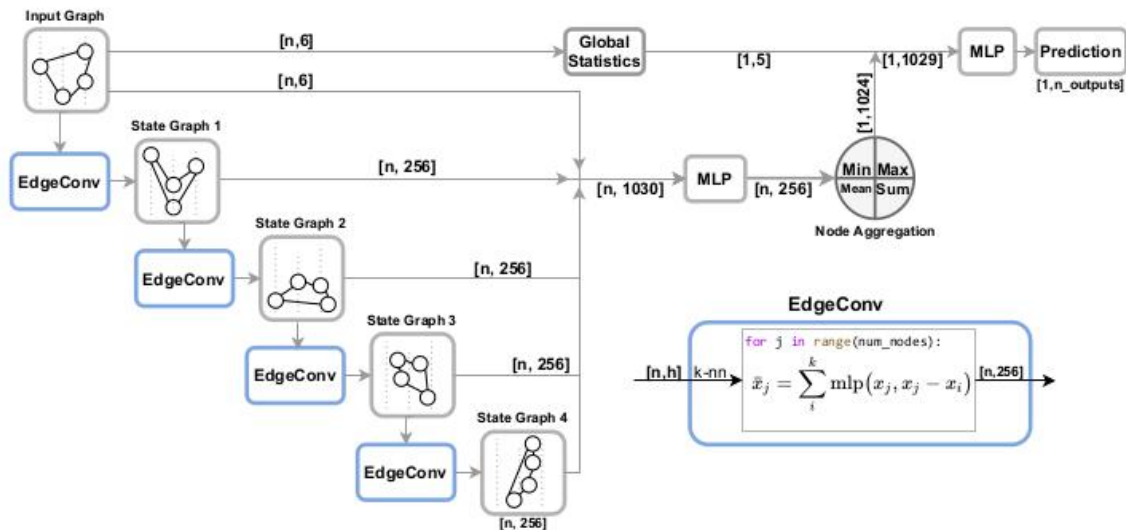 Input Graph
[n,6]
Global
Statistics
[1,5]
[1,1029]
MLP
Prediction
[1,n_outputs]
[n,6]
[1,1024]
State Graph 1
EdgeConv
[n, 256]
[n, 1030]
MLP
[n, 256]
Min
Max
Mean
Sum
Node Aggregation
State Graph 2
EdgeConv
[n, 256]
State Graph 3
EdgeConv
[n, 256]
State Graph 4
EdgeConv
[n, 256]
EdgeConv
for j in range(num_nodes):
[n,h] k-nn
x̃_j = ∑_i^k mlp(x_j, x_j − x_i)
[n,256]